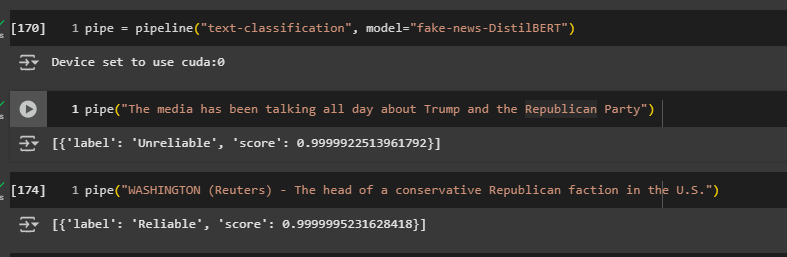 [170] 1 pipe = pipeline("text-classification", model="fake-news-DistilBERT")
Device set to use cuda:0
1 pipe("The media has been talking all day about Trump and the Republican Party")
[{'label': 'Unreliable', 'score': 0.9999922513961792}]
[174] 1 pipe("WASHINGTON (Reuters) - The head of a conservative Republican faction in the U.S.")
[{'label': 'Reliable', 'score': 0.9999995231628418}]